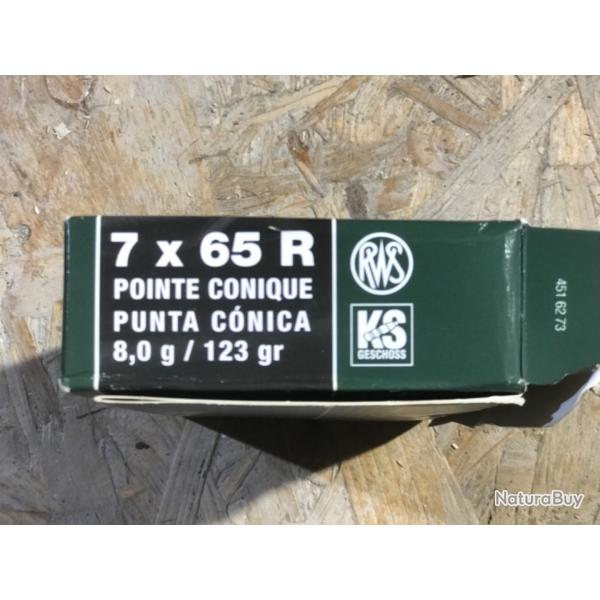 7 x 65 R
POINTE CONIQUE
PUNTA CÓNICA
8,0 g / 123 gr
RWS
KS
GESCHOSS
451 62 73
NaturaBuy